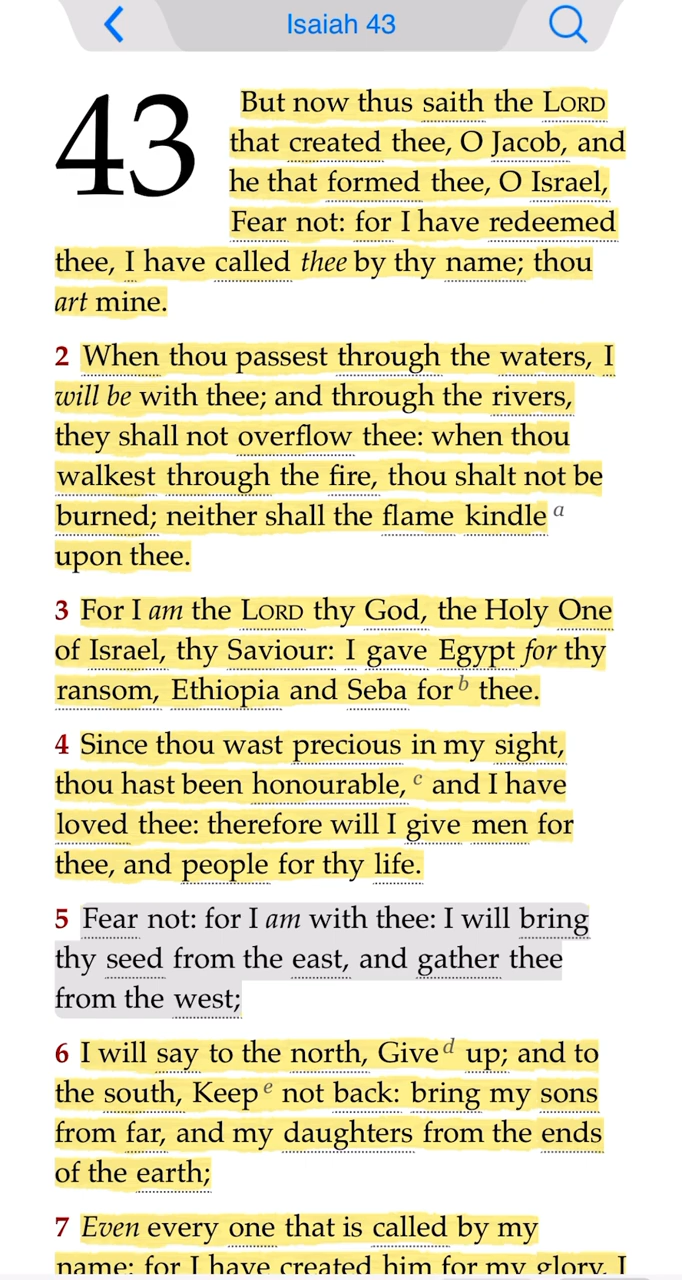 Isaiah 43
43
But now thus saith the LORD
that created thee, O Jacob, and
he that formed thee, O Israel,
Fear not: for I have redeemed
thee, I have called thee by thy name; thou
art mine.
2 When thou passest through the waters, I
will be with thee; and through the rivers,
they shall not overflow thee: when thou
walkest through the fire, thou shalt not be
burned; neither shall the flame kindle a
upon thee.
3 For I am the LORD thy God, the Holy One
of Israel, thy Saviour: I gave Egypt for thy
ransom, Ethiopia and Seba for b thee.
4 Since thou wast precious in my sight,
thou hast been honourable, c and I have
loved thee: therefore will I give men for
thee, and people for thy life.
5 Fear not: for I am with thee: I will bring
thy seed from the east, and gather thee
from the west;
6 I will say to the north, Give d up; and to
the south, Keep e not back: bring my sons
from far, and my daughters from the ends
of the earth;
7 Even every one that is called by my
name: for I have created him for my glory, I